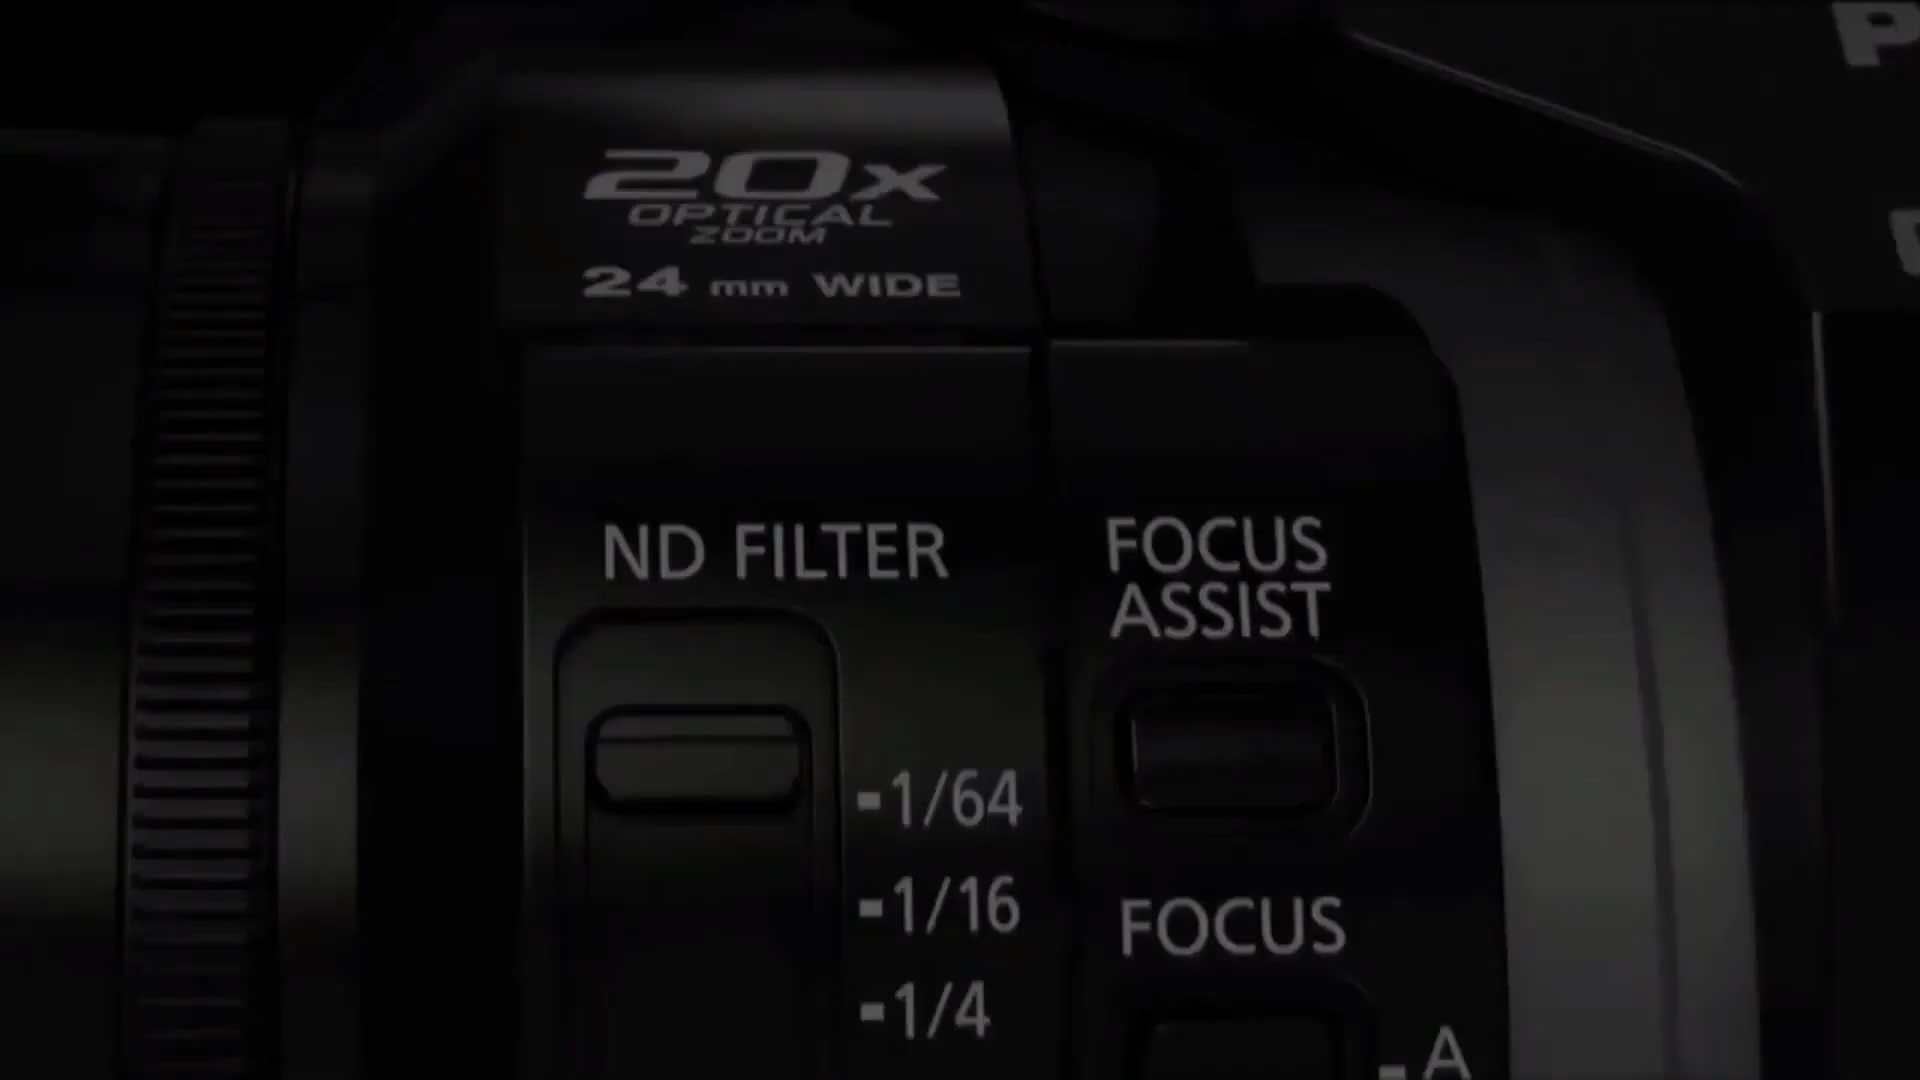 20x
OPTICAL
ZOOM
24 mm WIDE
ND FILTER
1/64
1/16
1/4
FOCUS
ASSIST
FOCUS
A
P